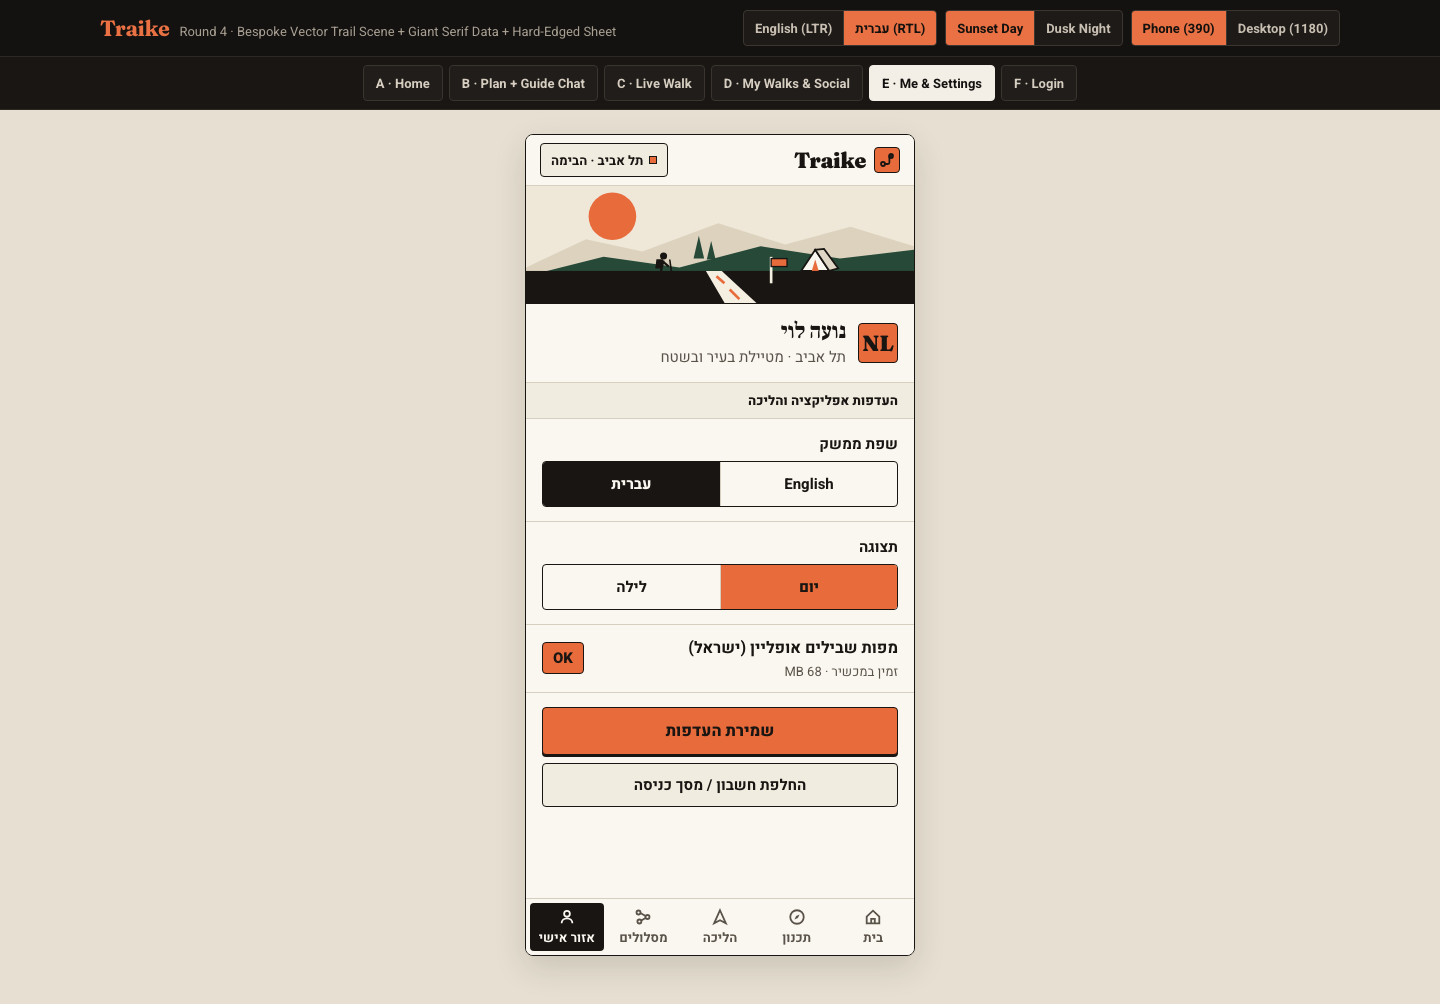 Traike Round 4 · Bespoke Vector Trail Scene + Giant Serif Data + Hard-Edged Sheet
English (LTR) עברית (RTL) Sunset Day Dusk Night Phone (390) Desktop (1180)
A · Home B · Plan + Guide Chat C · Live Walk D · My Walks & Social E · Me & Settings F · Login
Traike
תל אביב · הבימה
NL
נועה לוי
תל אביב · מטיילת בעיר ובשטח
העדפות אפליקציה והליכה
שפת ממשק
English עברית
תצוגה
יום לילה
מפות שבילים אופליין (ישראל)
זמין במכשיר · 68 MB
OK
שמירת העדפות
החלפת חשבון / מסך כניסה
בית תכנון הליכה מסלולים אזור אישי